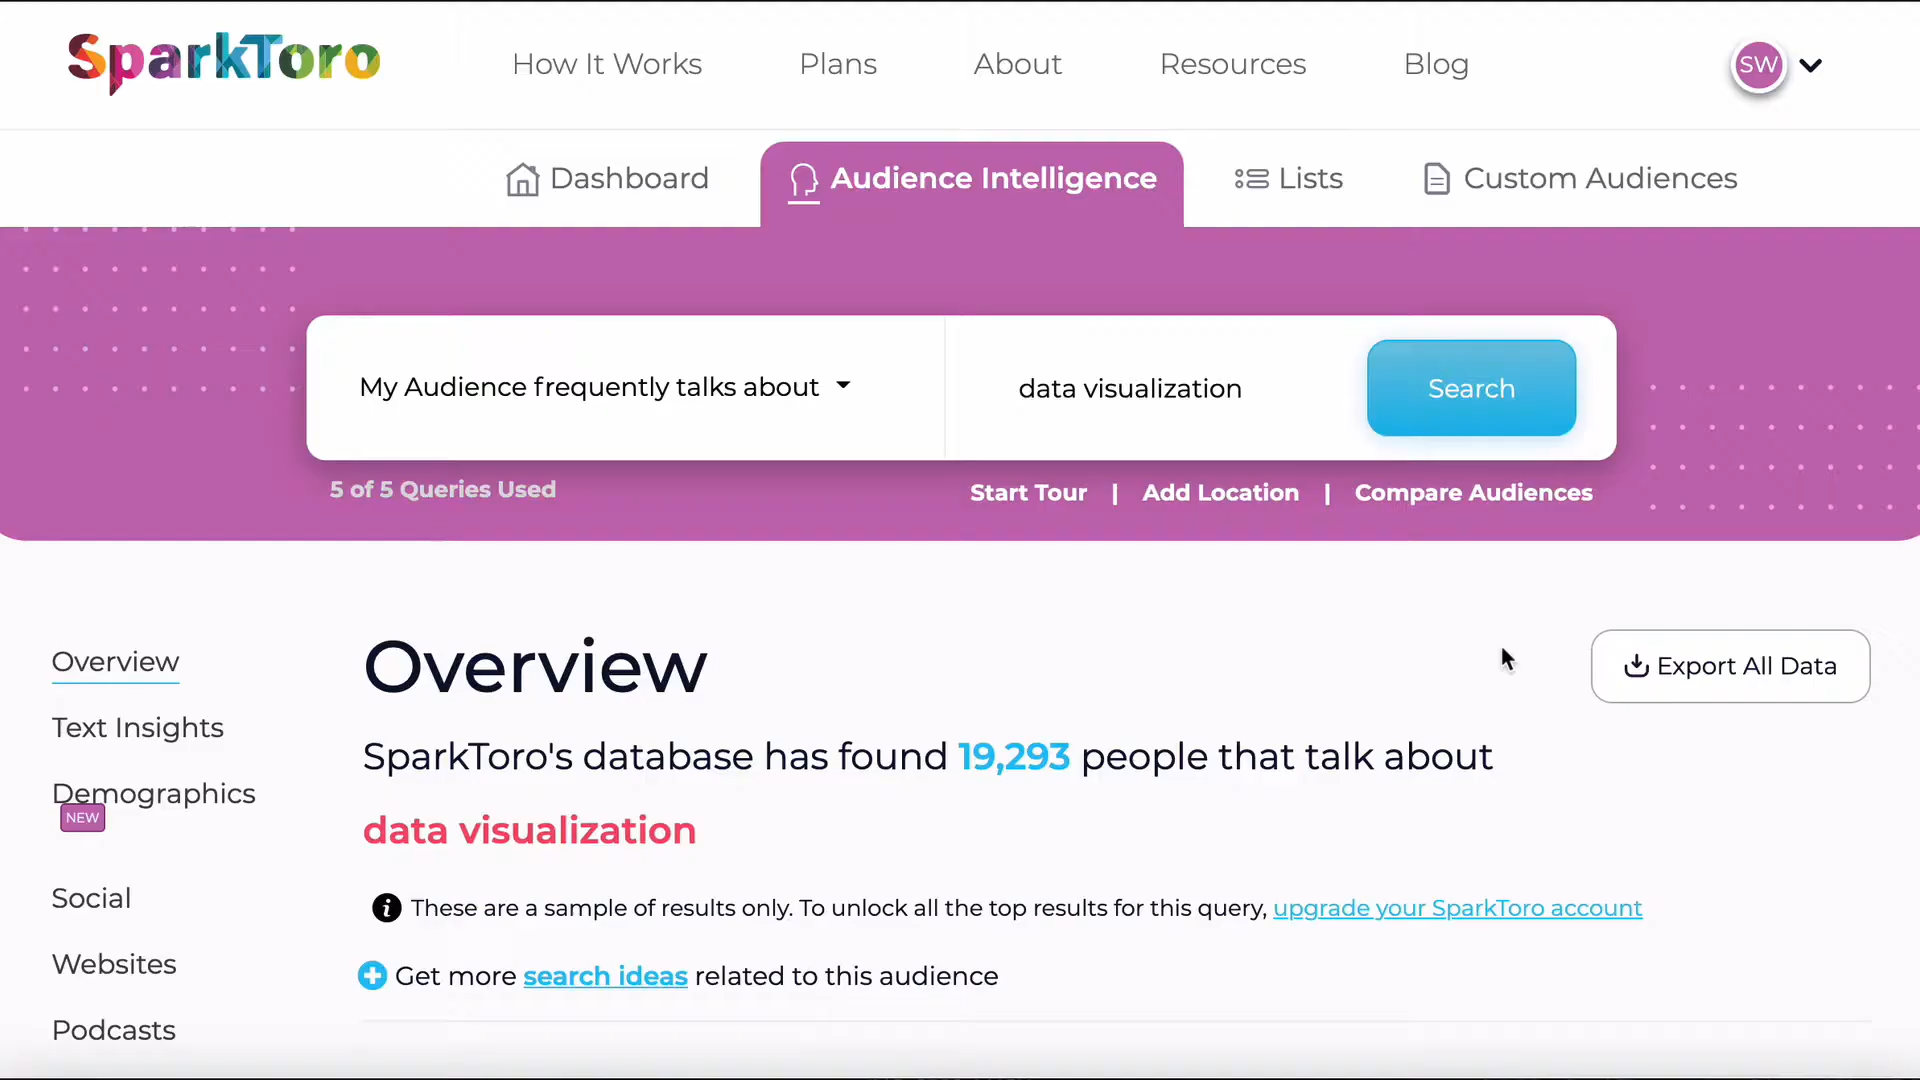 SparkToro
How It Works
Plans
About
Resources
Blog
SW
Dashboard
Audience Intelligence
Lists
Custom Audiences
My Audience frequently talks about
data visualization
Search
5 of 5 Queries Used
Start Tour | Add Location | Compare Audiences
Overview
Text Insights
Demographics
NEW
Social
Websites
Podcasts
Overview
Export All Data
SparkToro's database has found 19,293 people that talk about
data visualization
These are a sample of results only. To unlock all the top results for this query, upgrade your SparkToro account
Get more search ideas related to this audience